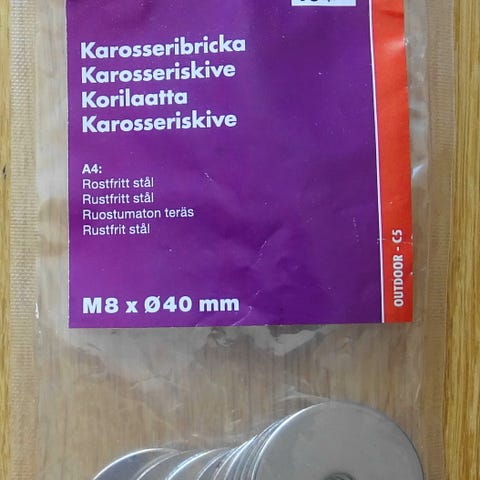 Karosseribricka
Karosseriskive
Korilaatta
Karosseriskive
A4:
Rostfritt stål
Rustfritt stål
Ruostumaton teräs
Rustfrit stål
M8 x Ø40 mm
OUTDOOR - C5